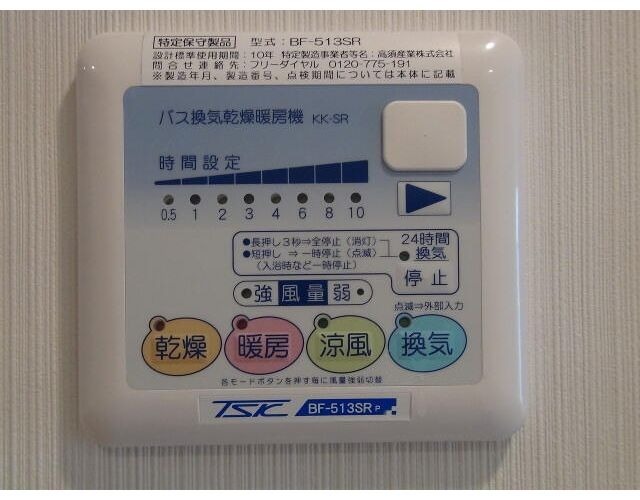 特定保守製品 型式：BF-513SR
設計標準使用期間：10年 特定製造事業者等名：高須産業株式会社
問合せ連絡先：フリーダイヤル 0120-775-191
※製造年月、製造番号、点検期間については本体に記載
バス換気乾燥暖房機 KK-SR
時間設定
0.5 1 2 3 4 6 8 10
●長押し3秒⇒全停止（消灯）
●短押し ⇒一時停止（点滅）
（入浴時など一時停止）
24時間
換気
停止
強 風量 弱
点滅⇒外部入力
乾燥 暖房 涼風 換気
各モードボタンを押す毎に風量強弱切替
TSK BF-513SR P